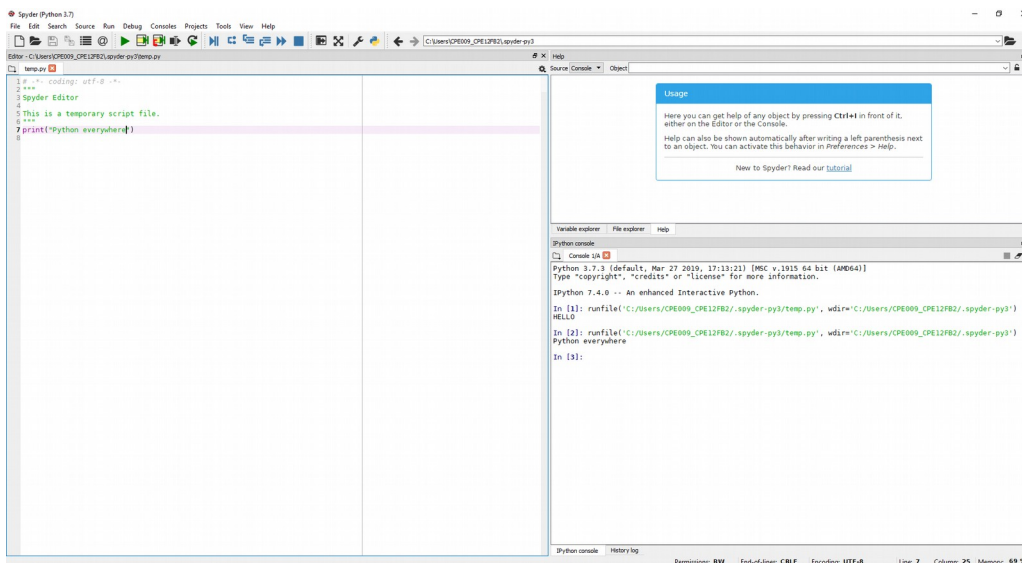 Spyder (Python 3.7)
File Edit Search Source Run Debug Consoles Projects Tools View Help
C:\Users\CPE009_CPE12FB2\.spyder-py3
Editor - C:\Users\CPE009_CPE12FB2\.spyder-py3\temp.py
temp.py
1 # -*- coding: utf-8 -*-
2 """
3 Spyder Editor
4
5 This is a temporary script file.
6 """
7 print("Python everywhere")
8
Help
Source Console Object
Usage
Here you can get help of any object by pressing Ctrl+I in front of it,
either on the Editor or the Console.
Help can also be shown automatically after writing a left parenthesis next
to an object. You can activate this behavior in Preferences > Help.
New to Spyder? Read our tutorial
Variable explorer File explorer Help
IPython console
Console 1/A
Python 3.7.3 (default, Mar 27 2019, 17:13:21) [MSC v.1915 64 bit (AMD64)]
Type "copyright", "credits" or "license" for more information.
IPython 7.4.0 -- An enhanced Interactive Python.
In [1]: runfile('C:/Users/CPE009_CPE12FB2/.spyder-py3/temp.py', wdir='C:/Users/CPE009_CPE12FB2/.spyder-py3')
HELLO
In [2]: runfile('C:/Users/CPE009_CPE12FB2/.spyder-py3/temp.py', wdir='C:/Users/CPE009_CPE12FB2/.spyder-py3')
Python everywhere
In [3]:
IPython console History log
Permissions: RW End-of-lines: CRLF Encoding: UTF-8 Line: 7 Column: 25 Memory: 69 %